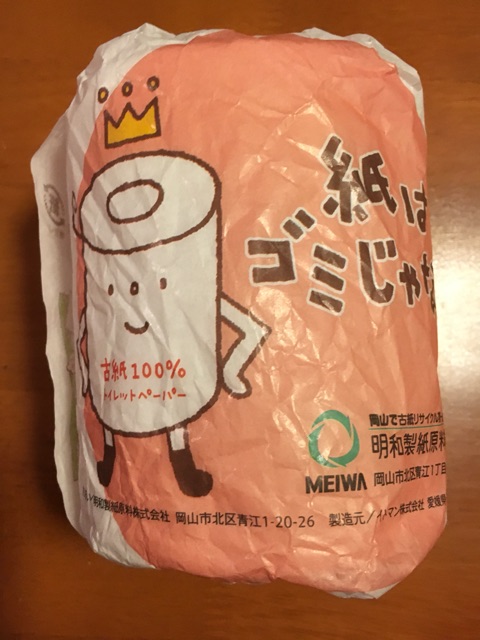 紙は
ゴミじゃ
古紙100%
トイレットペーパー
岡山で古紙リサイクル
明和製紙原料
MEIWA
岡山市北区青江1丁目
明和製紙原料株式会社 岡山市北区青江1-20-26 製造元/イトマン株式会社 愛媛